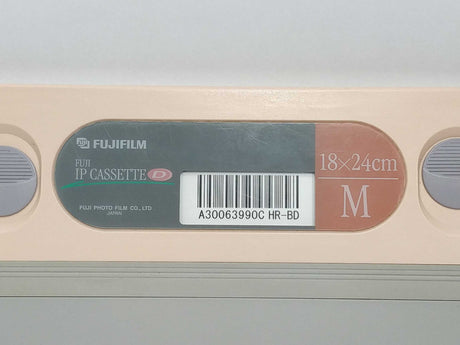 FUJIFILM
FUJI
IP CASSETTE D
FUJI PHOTO FILM CO., LTD
JAPAN
A30063990C HR-BD
18×24cm
M